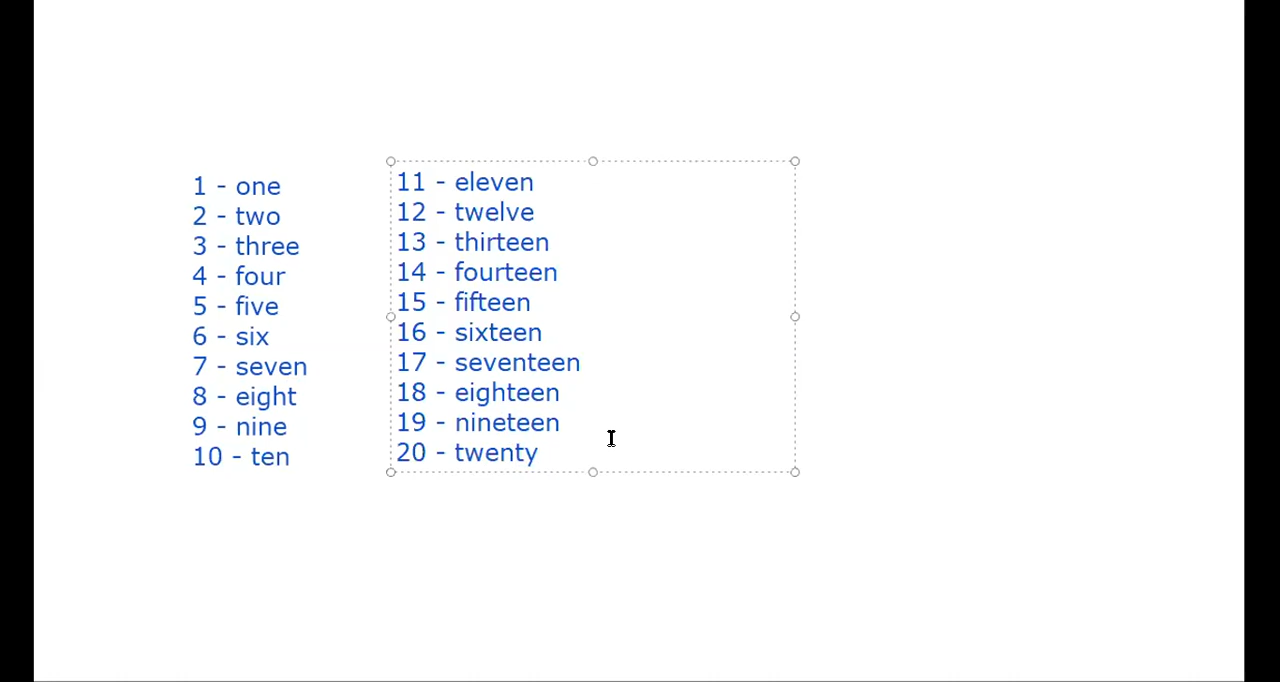 1 - one
2 - two
3 - three
4 - four
5 - five
6 - six
7 - seven
8 - eight
9 - nine
10 - ten
11 - eleven
12 - twelve
13 - thirteen
14 - fourteen
15 - fifteen
16 - sixteen
17 - seventeen
18 - eighteen
19 - nineteen
20 - twenty